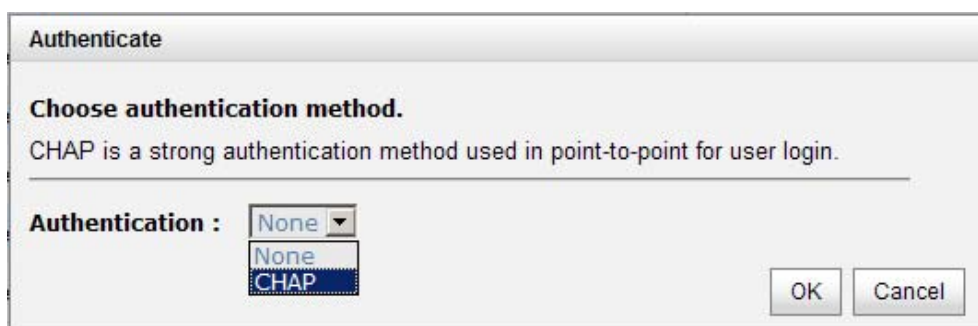 Authenticate
Choose authentication method.
CHAP is a strong authentication method used in point-to-point for user login.
Authentication : None
None
CHAP
OK Cancel